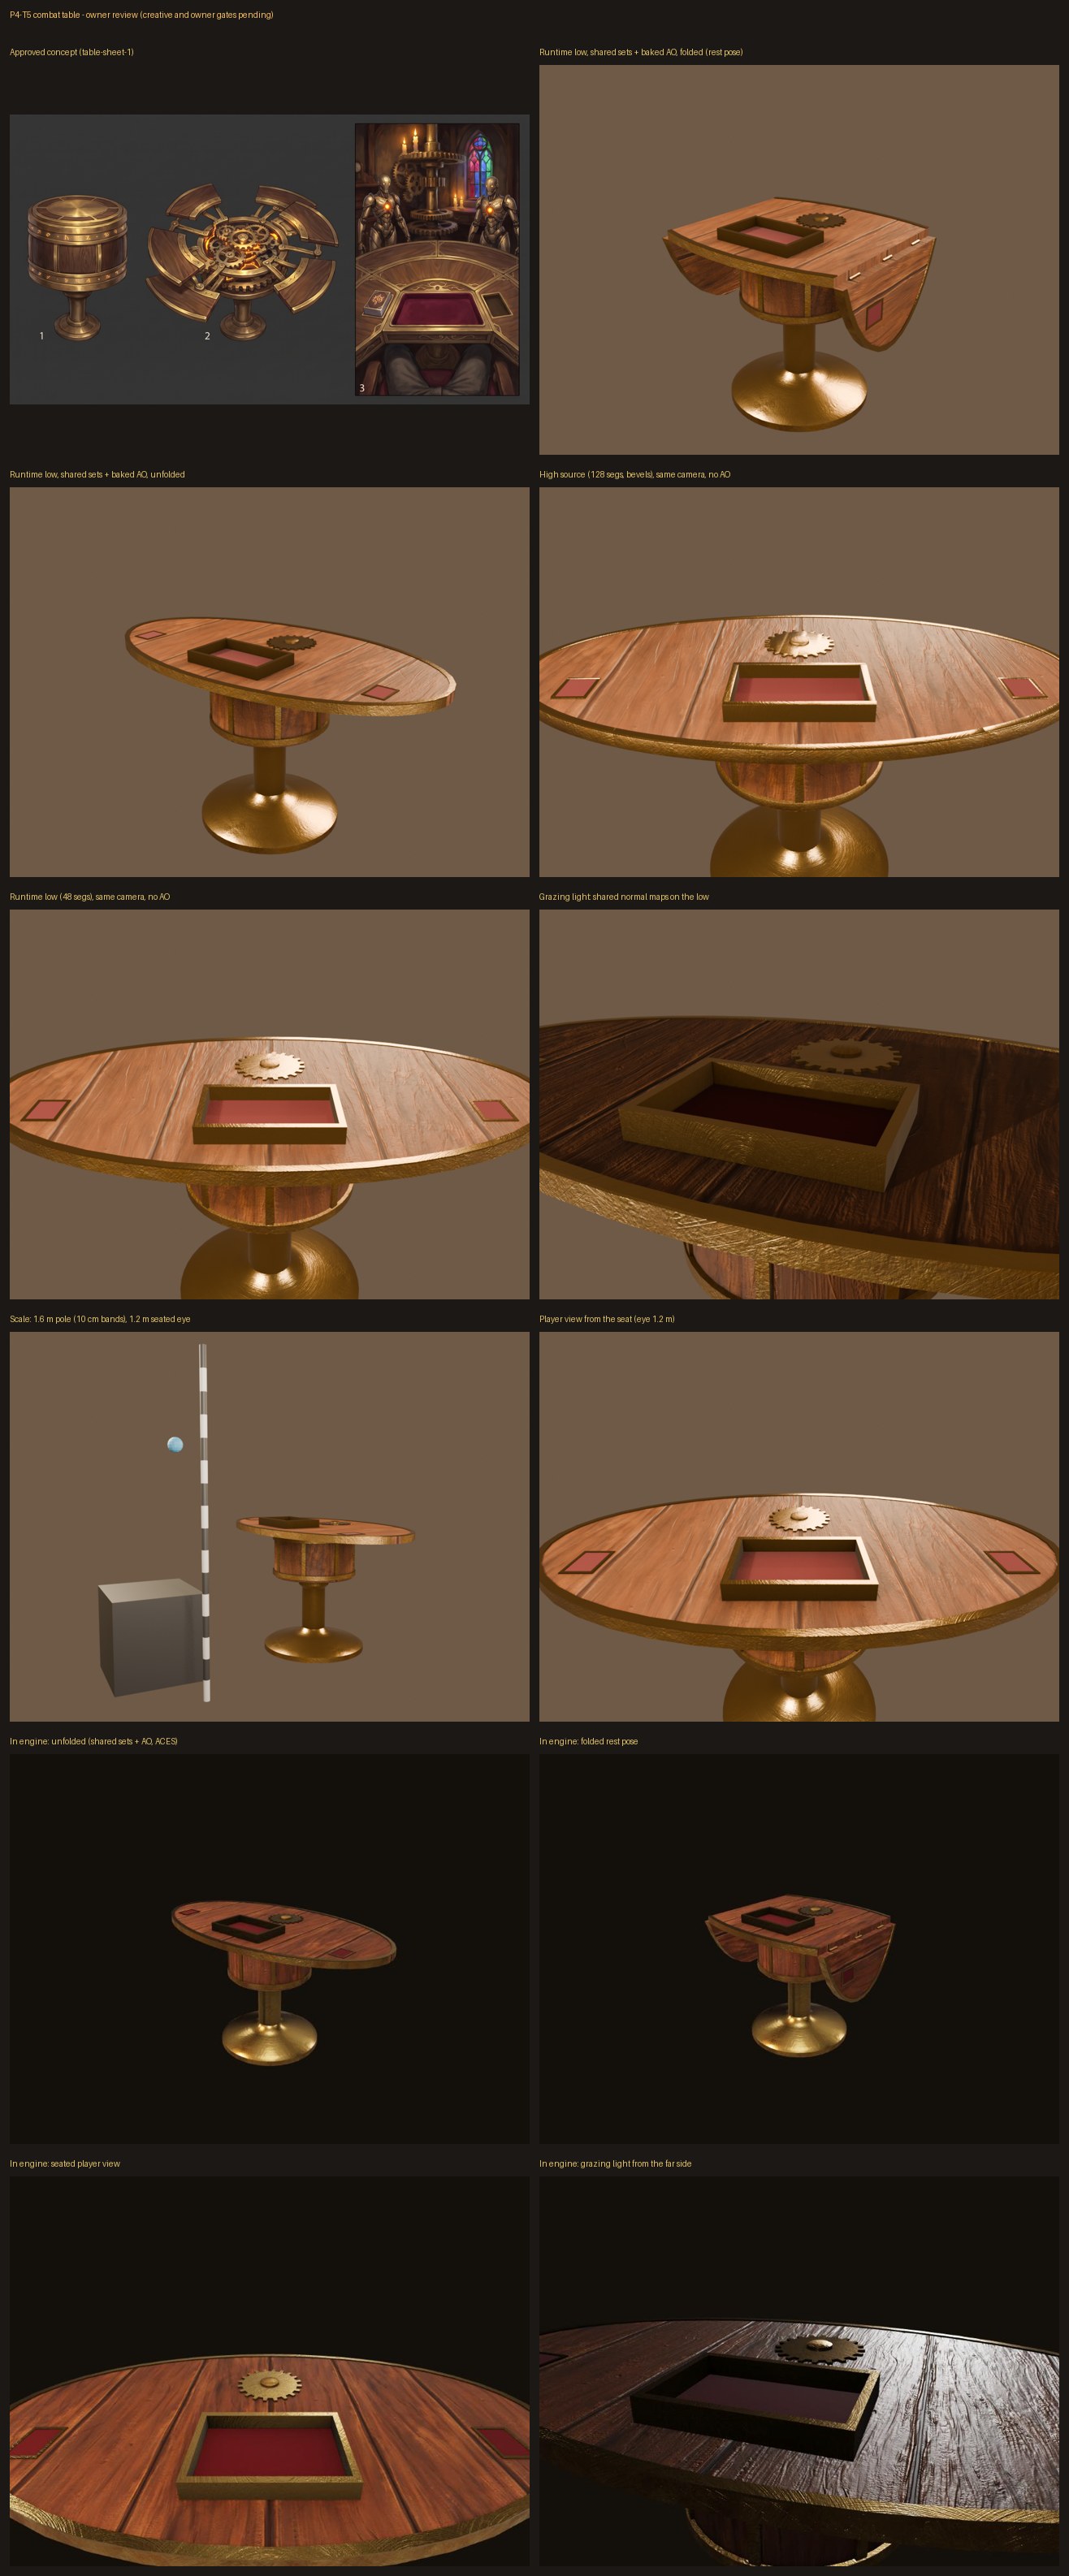 P4-T5 combat table - owner review (creative and owner gates pending)
Approved concept (table-sheet-1)
Runtime low, shared sets + baked AO, folded (rest pose)
1
2
3
Runtime low, shared sets + baked AO, unfolded
High source (128 segs, bevels), same camera, no AO
Runtime low (48 segs), same camera, no AO
Grazing light: shared normal maps on the low
Scale: 1.6 m pole (10 cm bands), 1.2 m seated eye
Player view from the seat (eye 1.2 m)
In engine: unfolded (shared sets + AO, ACES)
In engine: folded rest pose
In engine: seated player view
In engine: grazing light from the far side